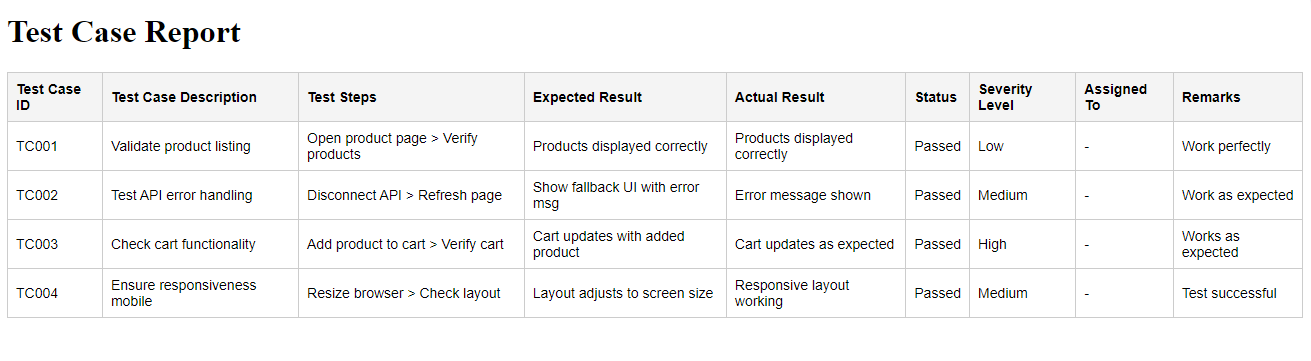 Test Case Report
Test Case ID | Test Case Description | Test Steps | Expected Result | Actual Result | Status | Severity Level | Assigned To | Remarks
TC001 | Validate product listing | Open product page > Verify products | Products displayed correctly | Products displayed correctly | Passed | Low | - | Work perfectly
TC002 | Test API error handling | Disconnect API > Refresh page | Show fallback UI with error msg | Error message shown | Passed | Medium | - | Work as expected
TC003 | Check cart functionality | Add product to cart > Verify cart | Cart updates with added product | Cart updates as expected | Passed | High | - | Works as expected
TC004 | Ensure responsiveness mobile | Resize browser > Check layout | Layout adjusts to screen size | Responsive layout working | Passed | Medium | - | Test successful